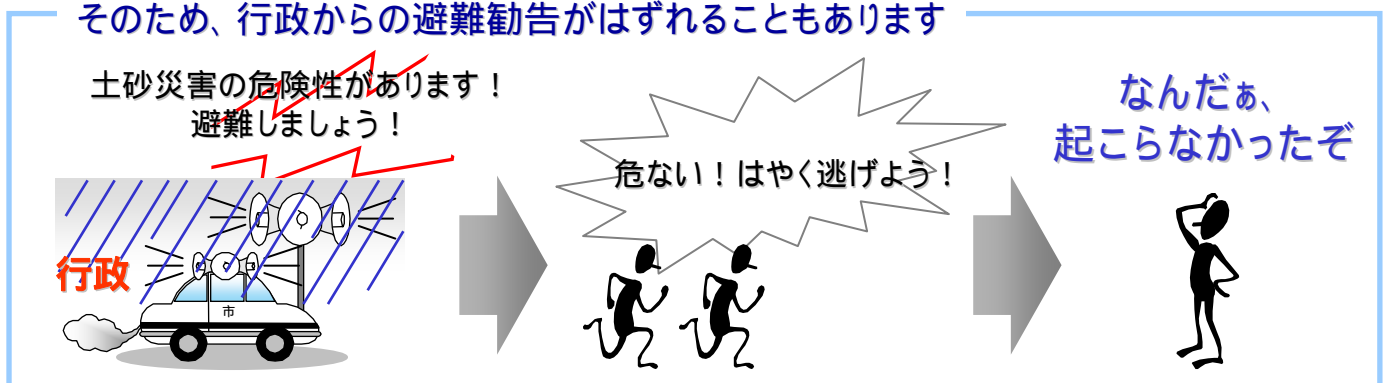 そのため、行政からの避難勧告がはずれることもあります
土砂災害の危険性があります！
避難しましょう！
行政
市
危ない！はやく逃げよう！
なんだぁ、
起こらなかったぞ